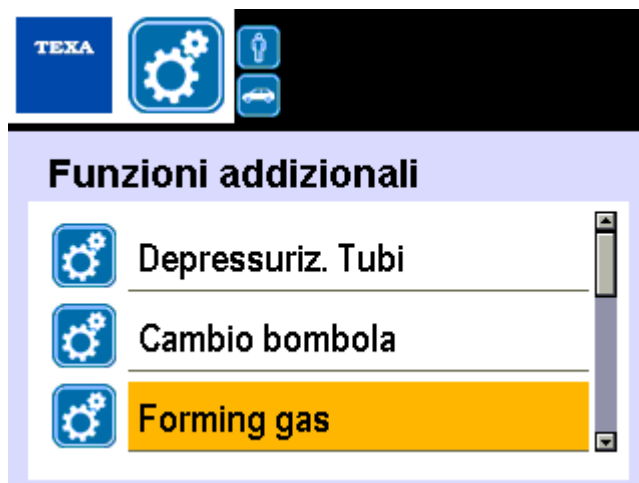 TEXA
Funzioni addizionali
Depressuriz. Tubi
Cambio bombola
Forming gas